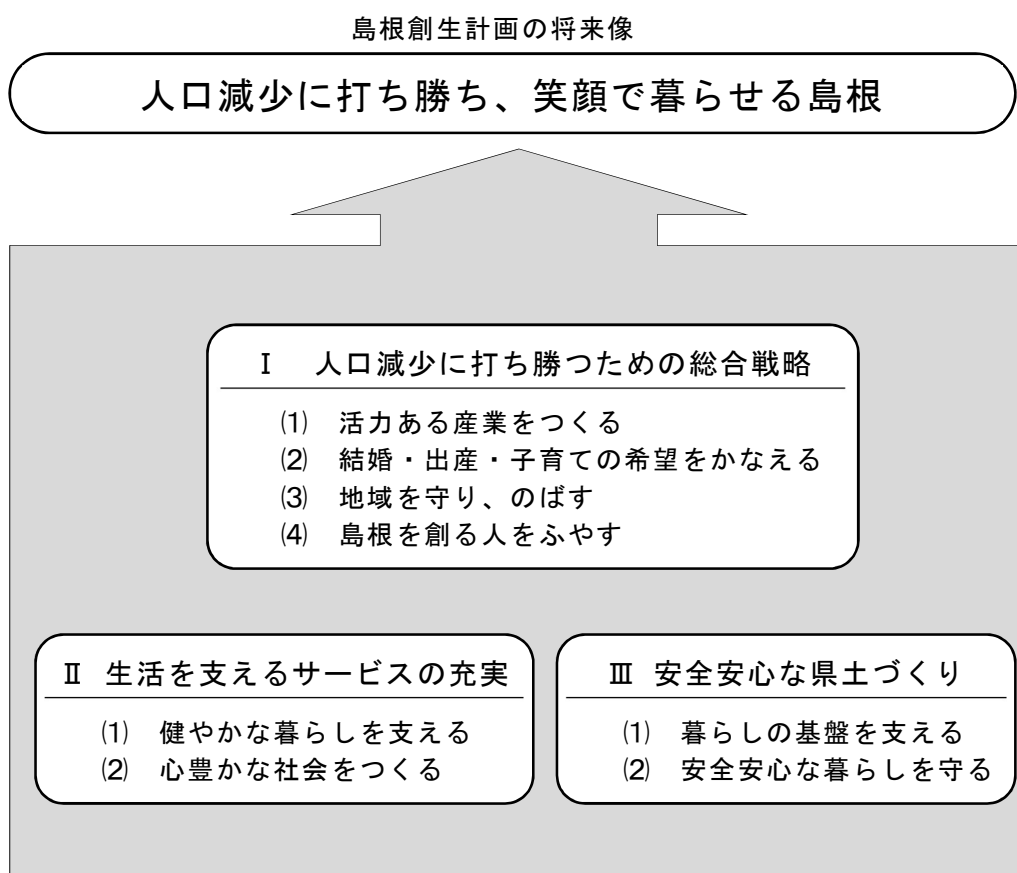 島根創生計画の将来像
人口減少に打ち勝ち、笑顔で暮らせる島根
Ⅰ 人口減少に打ち勝つための総合戦略
⑴ 活力ある産業をつくる
⑵ 結婚・出産・子育ての希望をかなえる
⑶ 地域を守り、のばす
⑷ 島根を創る人をふやす
Ⅱ 生活を支えるサービスの充実
⑴ 健やかな暮らしを支える
⑵ 心豊かな社会をつくる
Ⅲ 安全安心な県土づくり
⑴ 暮らしの基盤を支える
⑵ 安全安心な暮らしを守る